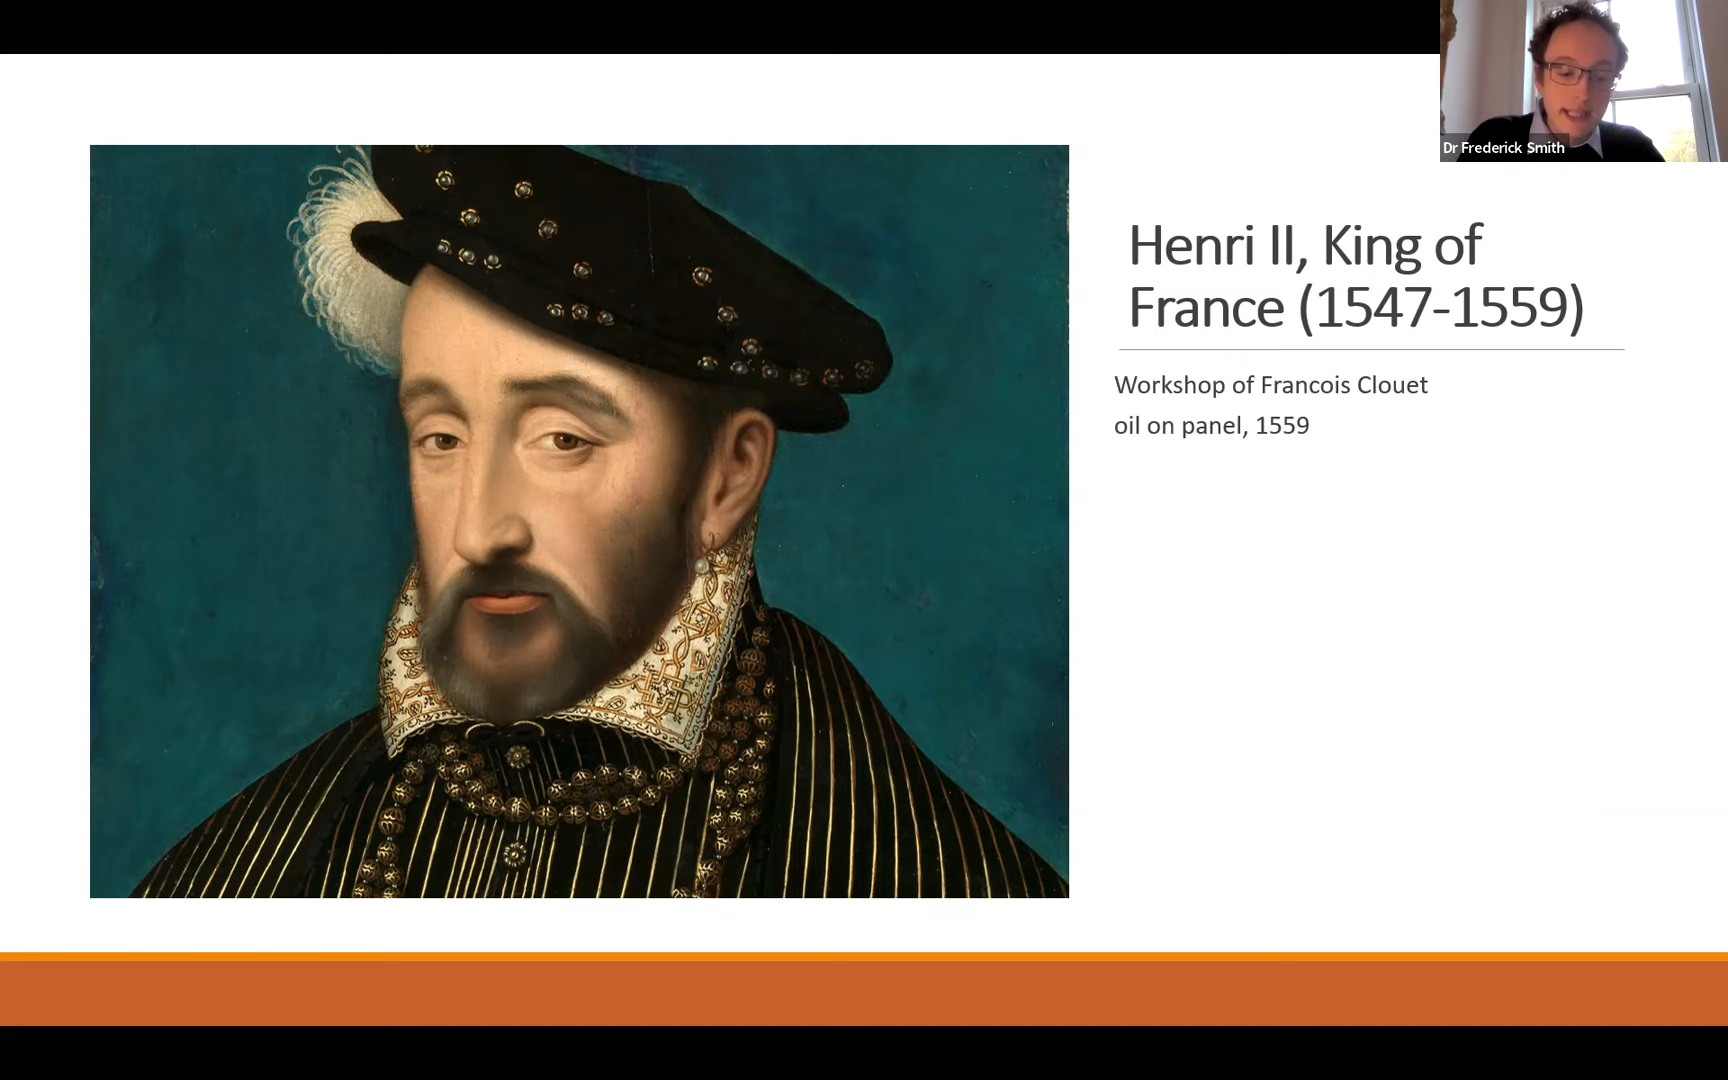 Dr Frederick Smith
Henri II, King of
France (1547-1559)
Workshop of Francois Clouet
oil on panel, 1559